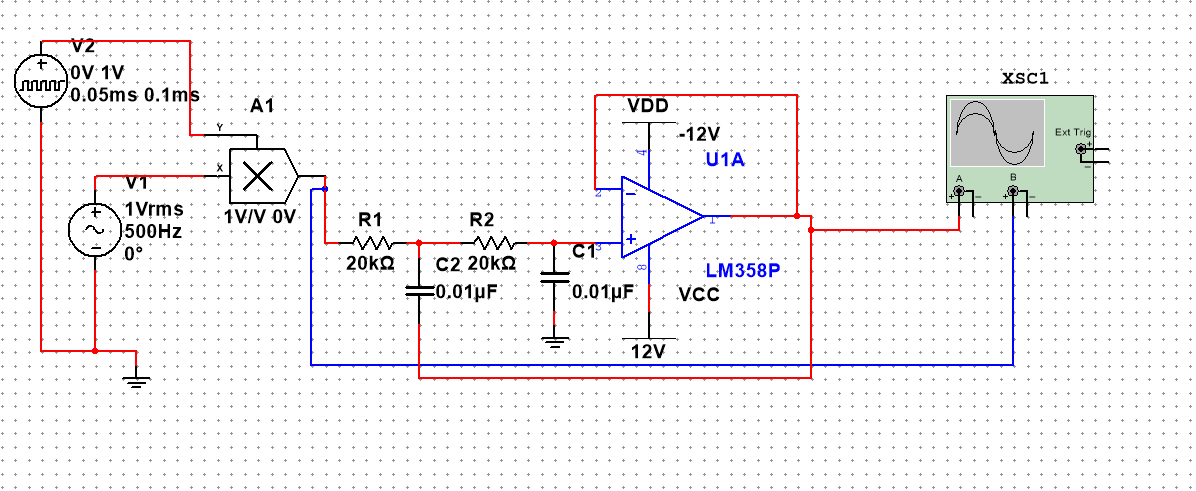 V2
0V 1V
0.05ms 0.1ms
A1
Y
X
1V/V 0V
V1
1Vrms
500Hz
0°
R1
20kΩ
R2
20kΩ
C2
0.01µF
C1
0.01µF
VDD
-12V
4
U1A
2
1
3
8
LM358P
VCC
12V
XSC1
Ext Trig
A
B